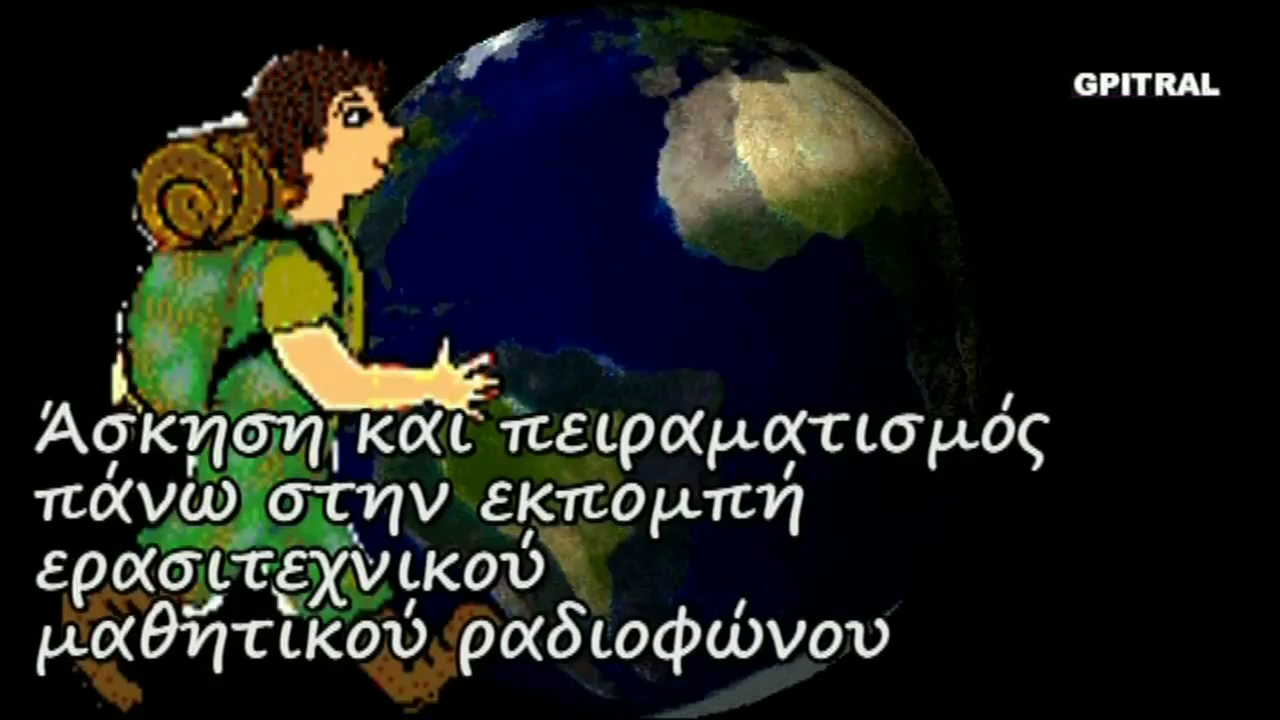 GPITRAL
Άσκηση και πειραματισμός
πάνω στην εκπομπή
ερασιτεχνικού
μαθητικού ραδιοφώνου